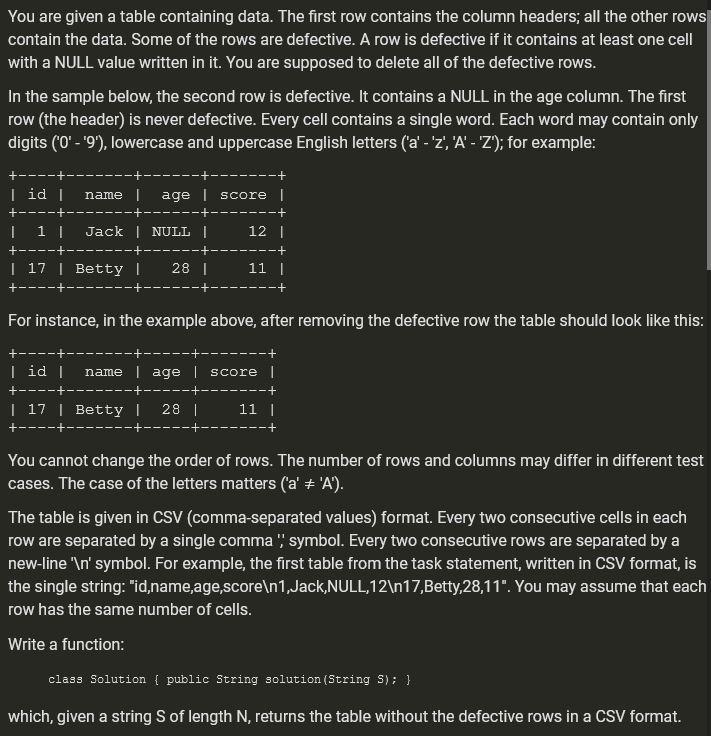 You are given a table containing data. The first row contains the column headers; all the other rows
contain the data. Some of the rows are defective. A row is defective if it contains at least one cell
with a NULL value written in it. You are supposed to delete all of the defective rows.
In the sample below, the second row is defective. It contains a NULL in the age column. The first
row (the header) is never defective. Every cell contains a single word. Each word may contain only
digits ('0' - '9'), lowercase and uppercase English letters ('a' - 'z', 'A' - 'Z'); for example:
+----+-------+------+-------+
| id |  name |  age | score |
+----+-------+------+-------+
|  1 |  Jack | NULL |    12 |
+----+-------+------+-------+
| 17 | Betty |   28 |    11 |
+----+-------+------+-------+
For instance, in the example above, after removing the defective row the table should look like this:
+----+-------+-----+-------+
| id |  name | age | score |
+----+-------+-----+-------+
| 17 | Betty |  28 |    11 |
+----+-------+-----+-------+
You cannot change the order of rows. The number of rows and columns may differ in different test
cases. The case of the letters matters ('a' ≠ 'A').
The table is given in CSV (comma-separated values) format. Every two consecutive cells in each
row are separated by a single comma ',' symbol. Every two consecutive rows are separated by a
new-line '\n' symbol. For example, the first table from the task statement, written in CSV format, is
the single string: "id,name,age,score\n1,Jack,NULL,12\n17,Betty,28,11". You may assume that each
row has the same number of cells.
Write a function:
class Solution { public String solution(String S); }
which, given a string S of length N, returns the table without the defective rows in a CSV format.